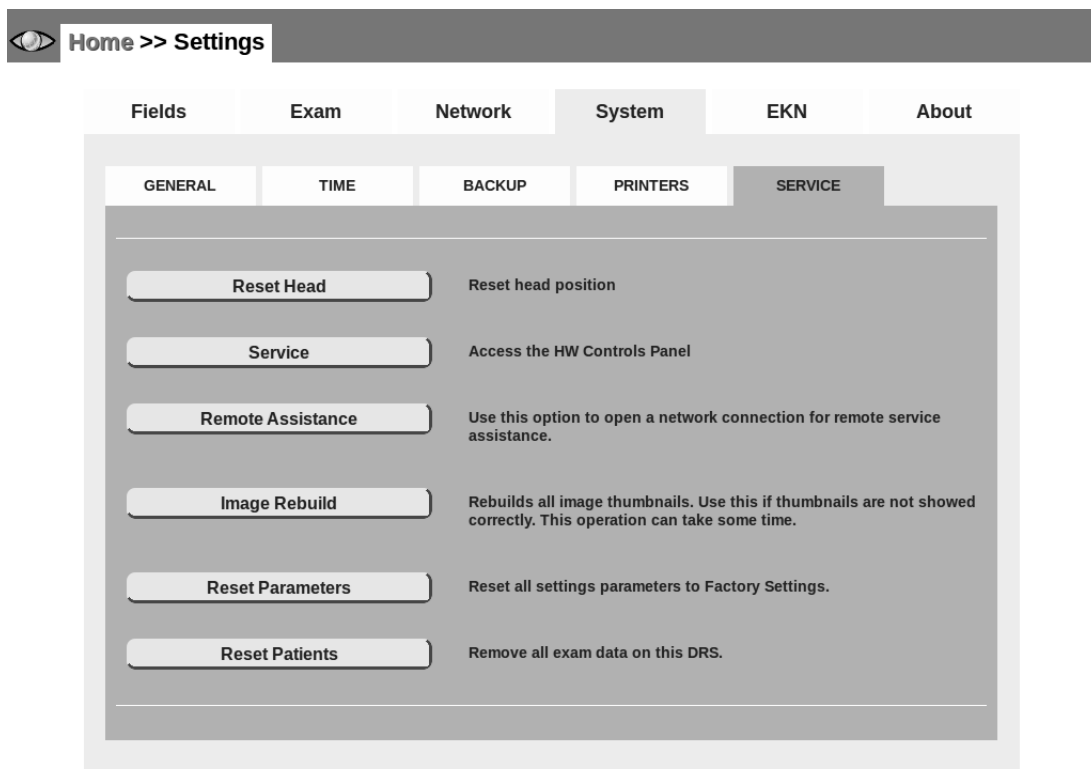 Home >> Settings
Fields Exam Network System EKN About
GENERAL TIME BACKUP PRINTERS SERVICE
Reset Head Reset head position
Service Access the HW Controls Panel
Remote Assistance Use this option to open a network connection for remote service
assistance.
Image Rebuild Rebuilds all image thumbnails. Use this if thumbnails are not showed
correctly. This operation can take some time.
Reset Parameters Reset all settings parameters to Factory Settings.
Reset Patients Remove all exam data on this DRS.